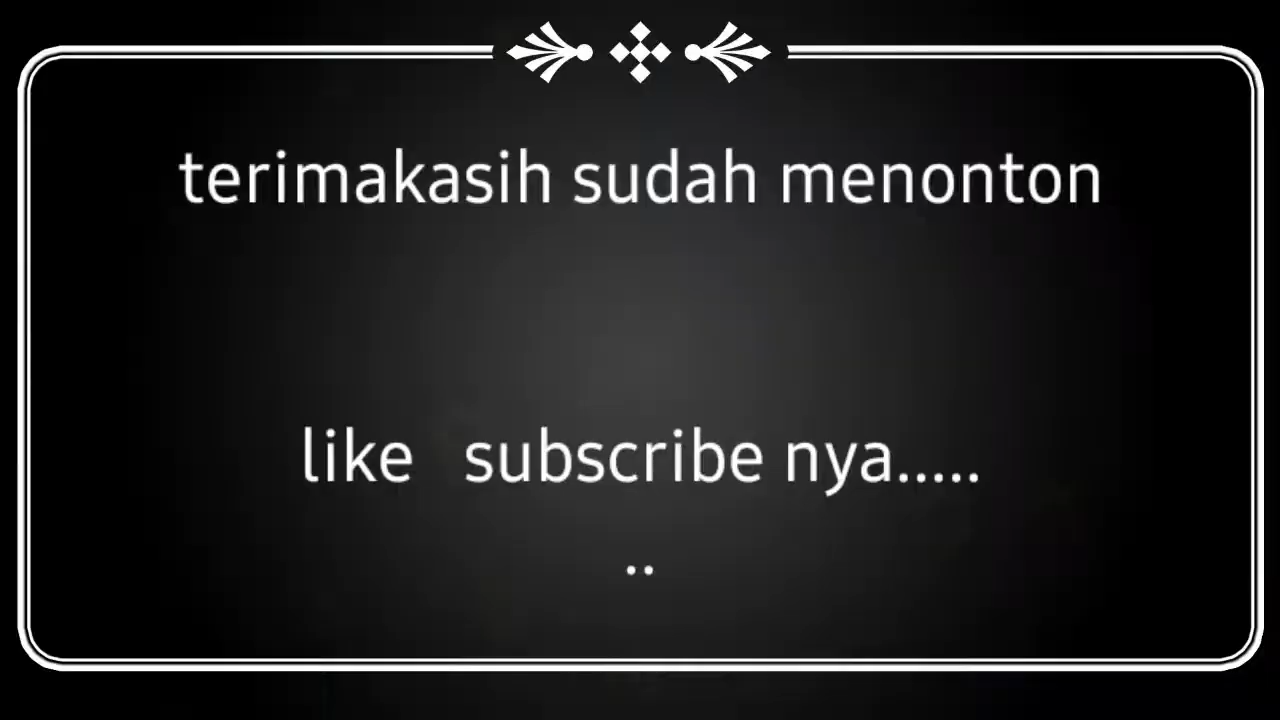 terimakasih sudah menonton
like   subscribe nya.....
..